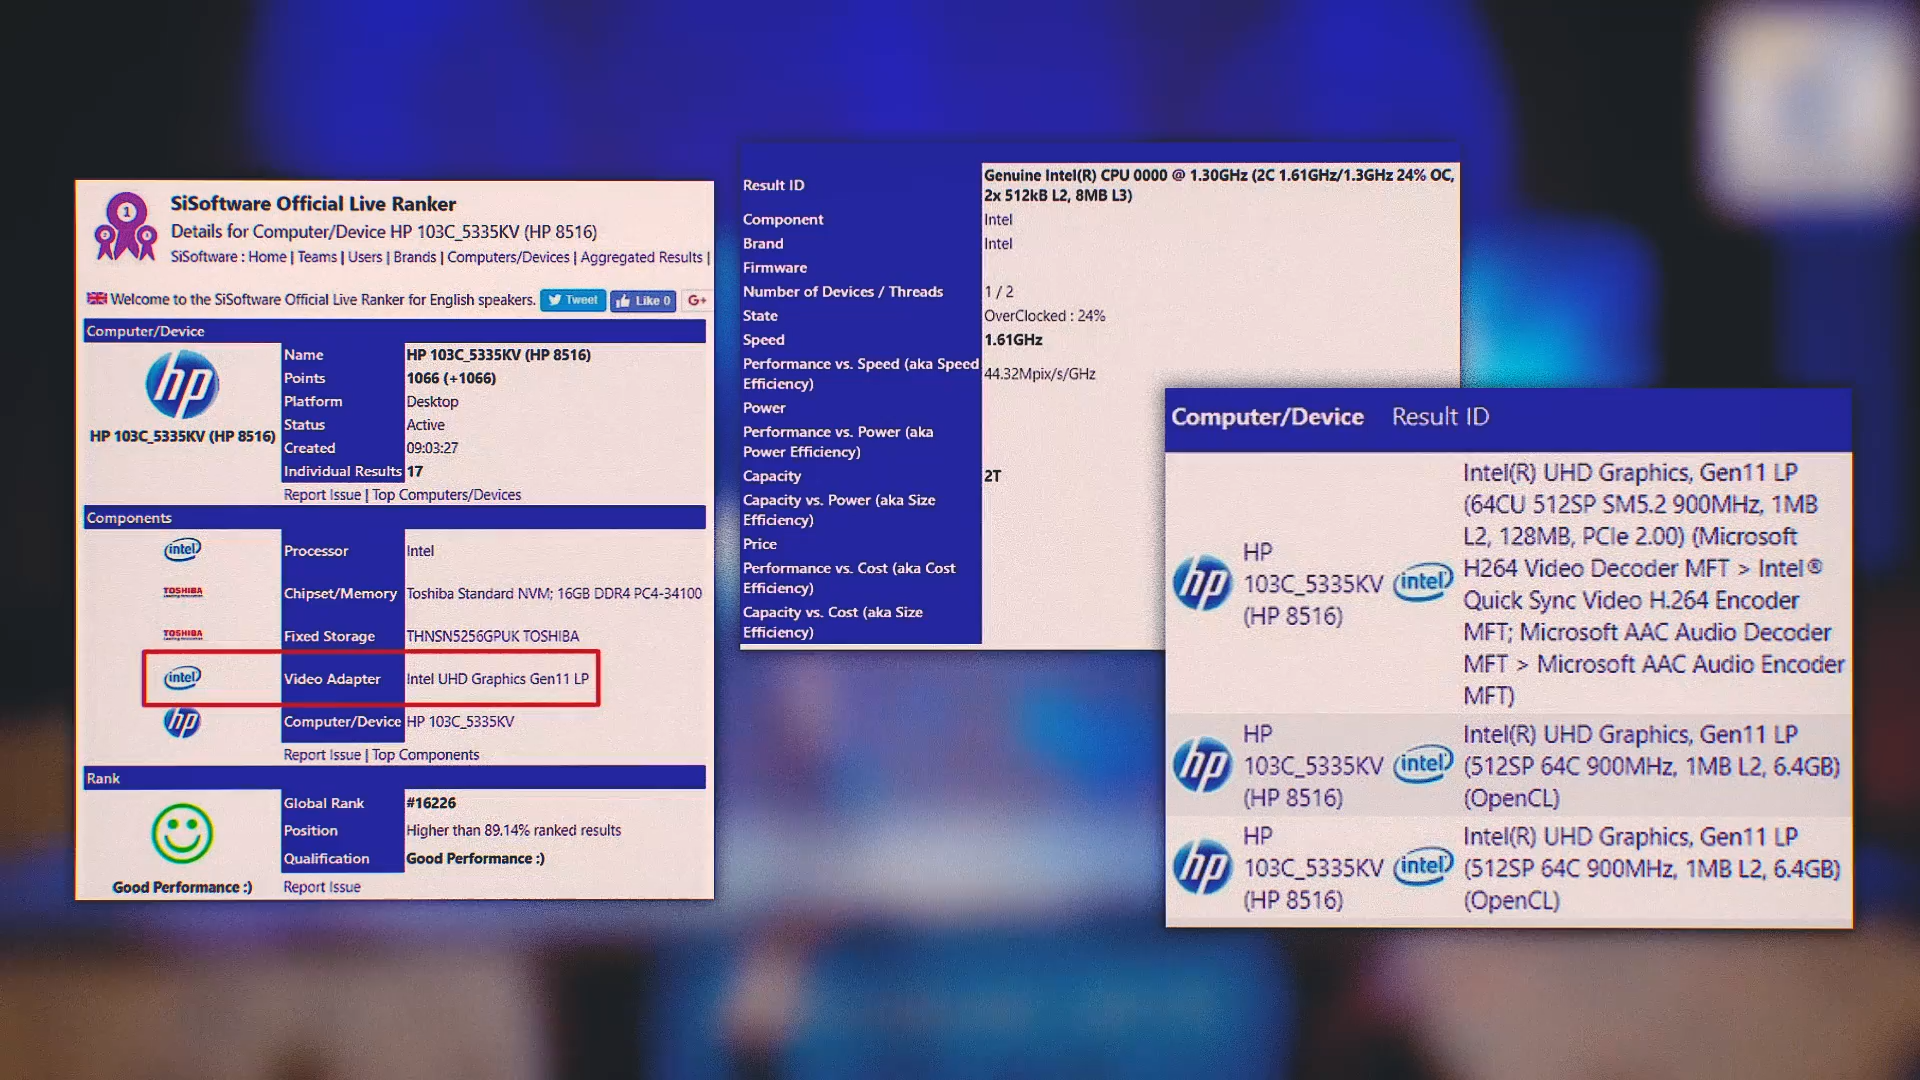 SiSoftware Official Live Ranker
Details for Computer/Device HP 103C_5335KV (HP 8516)
SiSoftware : Home | Teams | Users | Brands | Computers/Devices | Aggregated Results |
Welcome to the SiSoftware Official Live Ranker for English speakers. Tweet Like 0 G+
Computer/Device
hp
HP 103C_5335KV (HP 8516)
Name HP 103C_5335KV (HP 8516)
Points 1066 (+1066)
Platform Desktop
Status Active
Created 09:03:27
Individual Results 17
Report Issue | Top Computers/Devices
Components
intel Processor Intel
TOSHIBA Chipset/Memory Toshiba Standard NVM; 16GB DDR4 PC4-34100
TOSHIBA Fixed Storage THNSN5256GPUK TOSHIBA
intel Video Adapter Intel UHD Graphics Gen11 LP
hp Computer/Device HP 103C_5335KV
Report Issue | Top Components
Rank
Global Rank #16226
Position Higher than 89.14% ranked results
Qualification Good Performance :)
Good Performance :) Report Issue
Result ID Genuine Intel(R) CPU 0000 @ 1.30GHz (2C 1.61GHz/1.3GHz 24% OC,
2x 512kB L2, 8MB L3)
Component Intel
Brand Intel
Firmware
Number of Devices / Threads 1 / 2
State OverClocked : 24%
Speed 1.61GHz
Performance vs. Speed (aka Speed
Efficiency) 44.32Mpix/s/GHz
Power
Performance vs. Power (aka
Power Efficiency)
Capacity 2T
Capacity vs. Power (aka Size
Efficiency)
Price
Performance vs. Cost (aka Cost
Efficiency)
Capacity vs. Cost (aka Size
Efficiency)
Computer/Device Result ID
hp
HP
103C_5335KV
(HP 8516)
intel
Intel(R) UHD Graphics, Gen11 LP
(64CU 512SP SM5.2 900MHz, 1MB
L2, 128MB, PCIe 2.00) (Microsoft
H264 Video Decoder MFT > Intel®
Quick Sync Video H.264 Encoder
MFT; Microsoft AAC Audio Decoder
MFT > Microsoft AAC Audio Encoder
MFT)
hp
HP
103C_5335KV
(HP 8516)
intel
Intel(R) UHD Graphics, Gen11 LP
(512SP 64C 900MHz, 1MB L2, 6.4GB)
(OpenCL)
hp
HP
103C_5335KV
(HP 8516)
intel
Intel(R) UHD Graphics, Gen11 LP
(512SP 64C 900MHz, 1MB L2, 6.4GB)
(OpenCL)